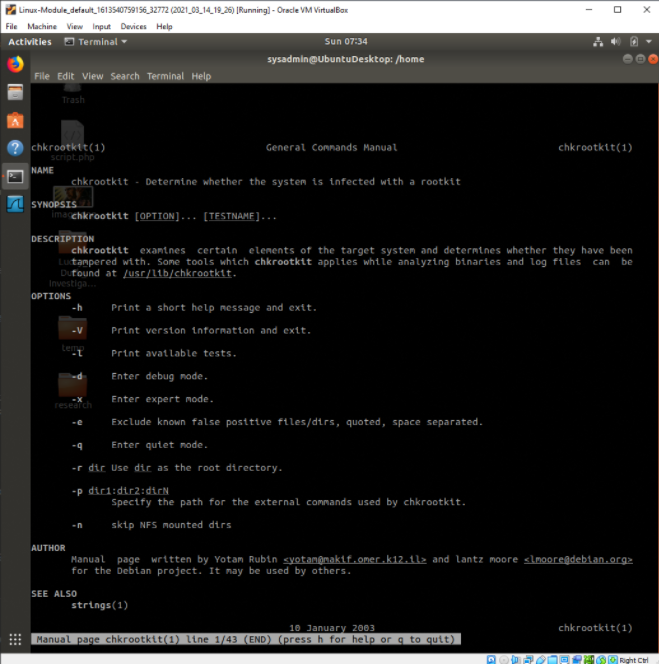 Linux-Module_default_1613540759156_32772 (2021_03_14_19_26) [Running] - Oracle VM VirtualBox
File Machine View Input Devices Help
Activities Terminal Sun 07:34
sysadmin@UbuntuDesktop: /home
File Edit View Search Terminal Help
Trash
chkrootkit(1) General Commands Manual chkrootkit(1)
script.php
NAME
chkrootkit - Determine whether the system is infected with a rootkit
SYNOPSIS
chkrootkit [OPTION]... [TESTNAME]...
DESCRIPTION
chkrootkit examines certain elements of the target system and determines whether they have been
tampered with. Some tools which chkrootkit applies while analyzing binaries and log files can be
found at /usr/lib/chkrootkit.
OPTIONS
-h Print a short help message and exit.
-V Print version information and exit.
-l Print available tests.
-d Enter debug mode.
-x Enter expert mode.
-e Exclude known false positive files/dirs, quoted, space separated.
research
-q Enter quiet mode.
-r dir Use dir as the root directory.
-p dir1:dir2:dirN
Specify the path for the external commands used by chkrootkit.
-n skip NFS mounted dirs
AUTHOR
Manual page written by Yotam Rubin <yotam@makif.omer.k12.il> and lantz moore <lmoore@debian.org>
for the Debian project. It may be used by others.
SEE ALSO
strings(1)
10 January 2003 chkrootkit(1)
Manual page chkrootkit(1) line 1/43 (END) (press h for help or q to quit)
Right Ctrl